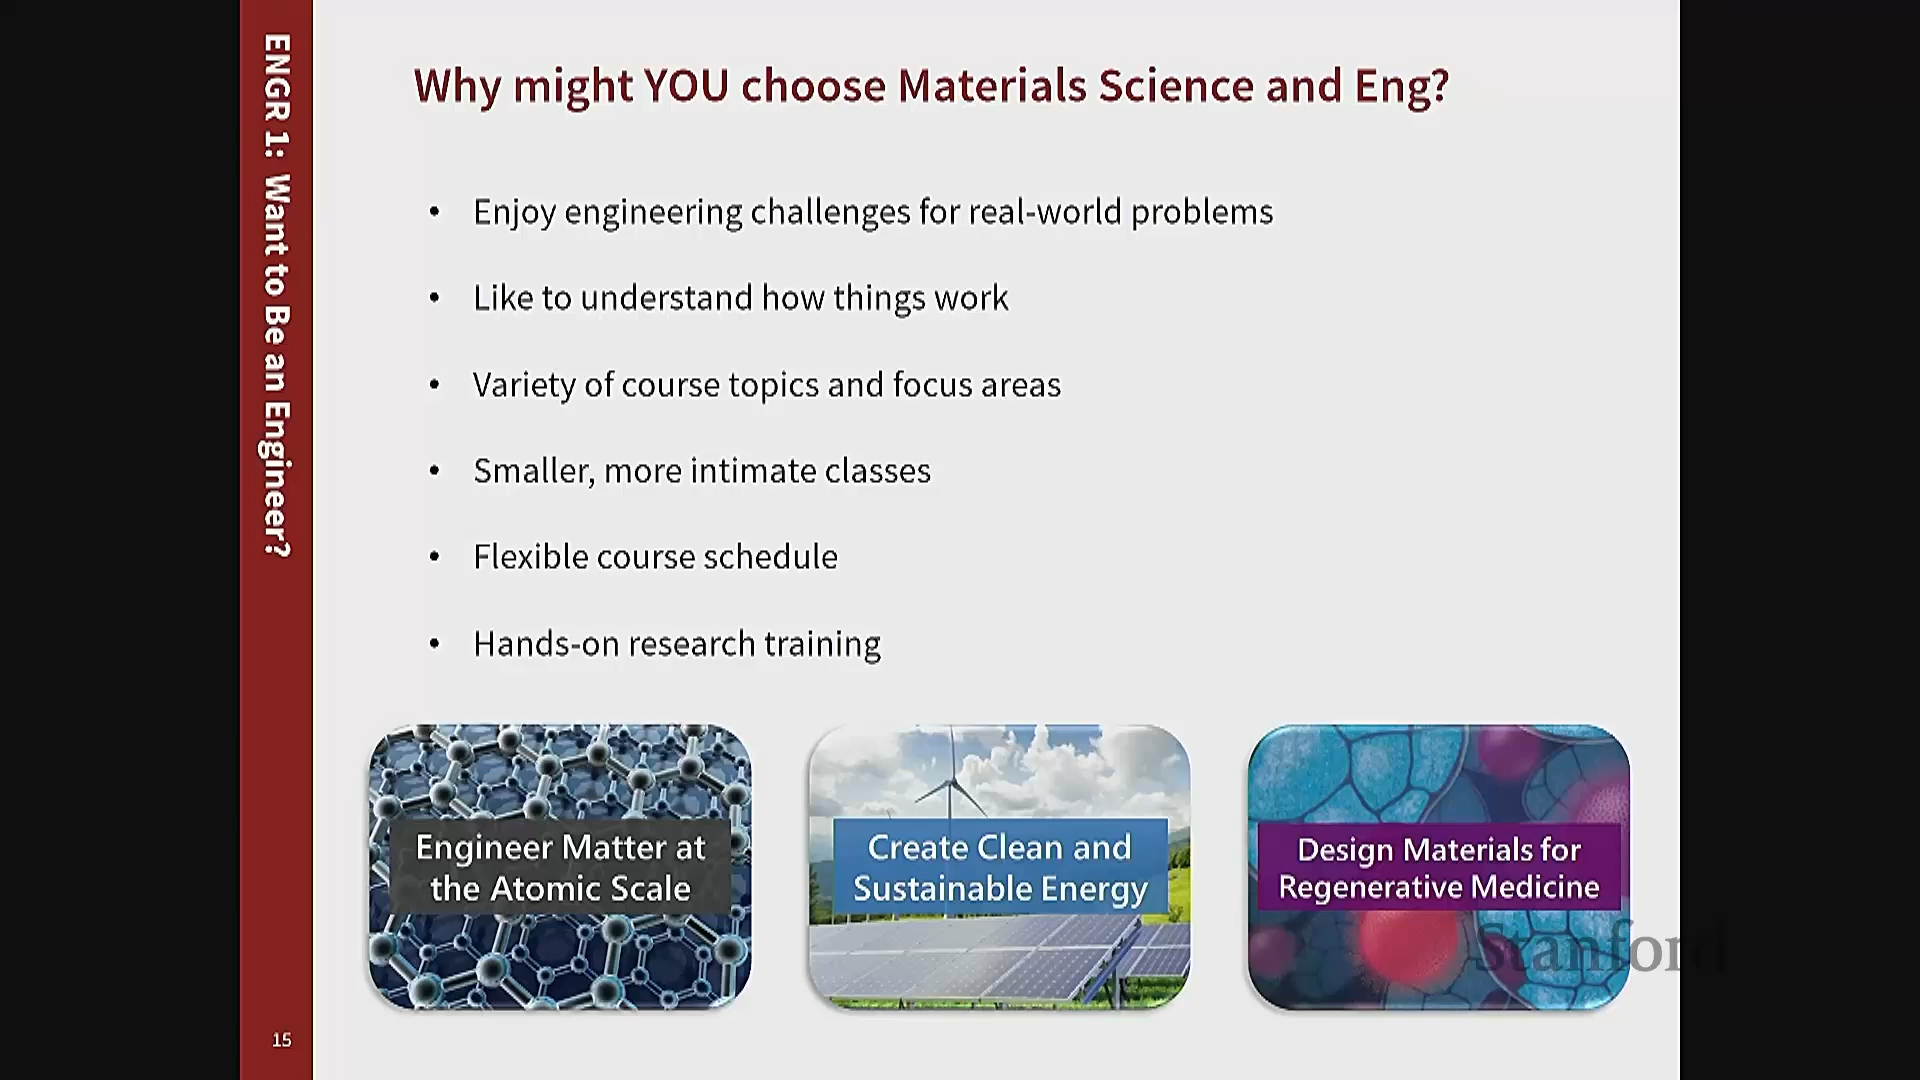 ENGR 1: Want to Be an Engineer?
Why might YOU choose Materials Science and Eng?
• Enjoy engineering challenges for real-world problems
• Like to understand how things work
• Variety of course topics and focus areas
• Smaller, more intimate classes
• Flexible course schedule
• Hands-on research training
Engineer Matter at
the Atomic Scale
Create Clean and
Sustainable Energy
Design Materials for
Regenerative Medicine
Stanford
15